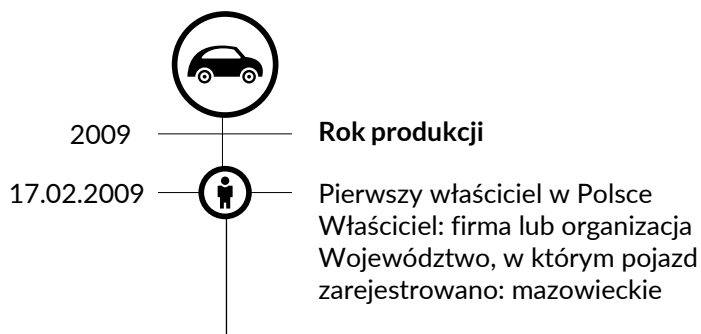 2009
Rok produkcji
17.02.2009
Pierwszy właściciel w Polsce
Właściciel: firma lub organizacja
Województwo, w którym pojazd
zarejestrowano: mazowieckie